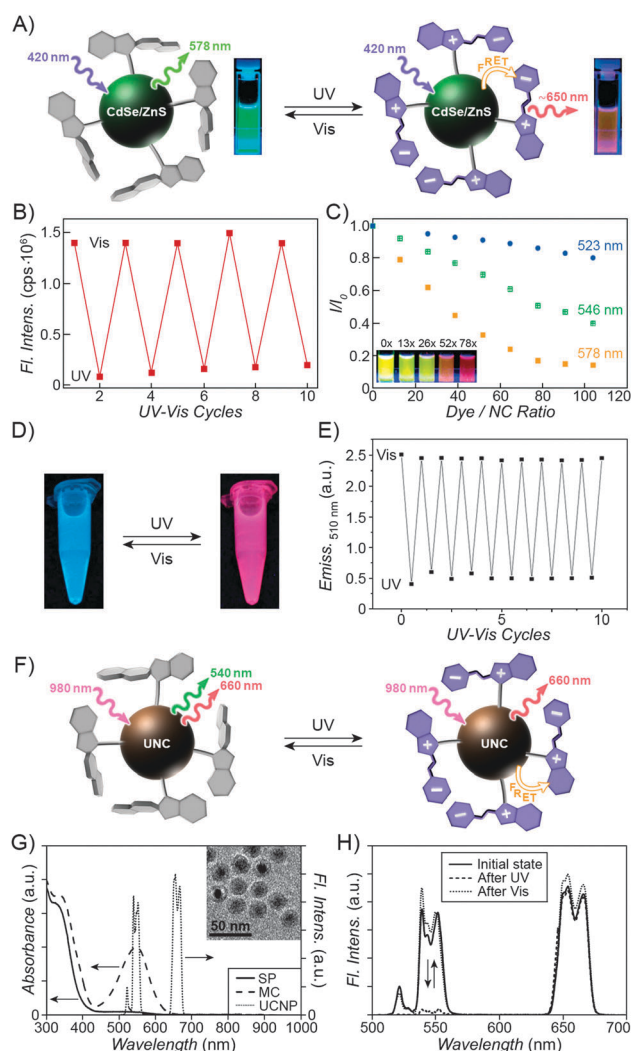 A)
420 nm
578 nm
CdSe/ZnS
UV
Vis
420 nm
FRET
~650 nm
CdSe/ZnS
B)
Fl. Intens. (cps·10⁶)
1.5
1.0
0.5
0
Vis
UV
2
4
6
8
10
UV-Vis Cycles
C)
I/I₀
1.0
0.8
0.6
0.4
0.2
0
523 nm
546 nm
578 nm
0x 13x 26x 52x 78x
0 20 40 60 80 100 120
Dye / NC Ratio
D)
UV
Vis
E)
Emiss. 510 nm (a.u.)
Vis
UV
2.5
2.0
1.5
1.0
0.5
0
0
5
10
UV-Vis Cycles
F)
980 nm
540 nm
660 nm
UNC
UV
Vis
980 nm
660 nm
UNC
FRET
G)
Absorbance (a.u.)
Fl. Intens. (a.u.)
50 nm
SP
MC
UCNP
300 400 500 600 700 800 900 1000
Wavelength (nm)
H)
Fl. Intens. (a.u.)
Initial state
After UV
After Vis
500
550
600
650
700
Wavelength (nm)